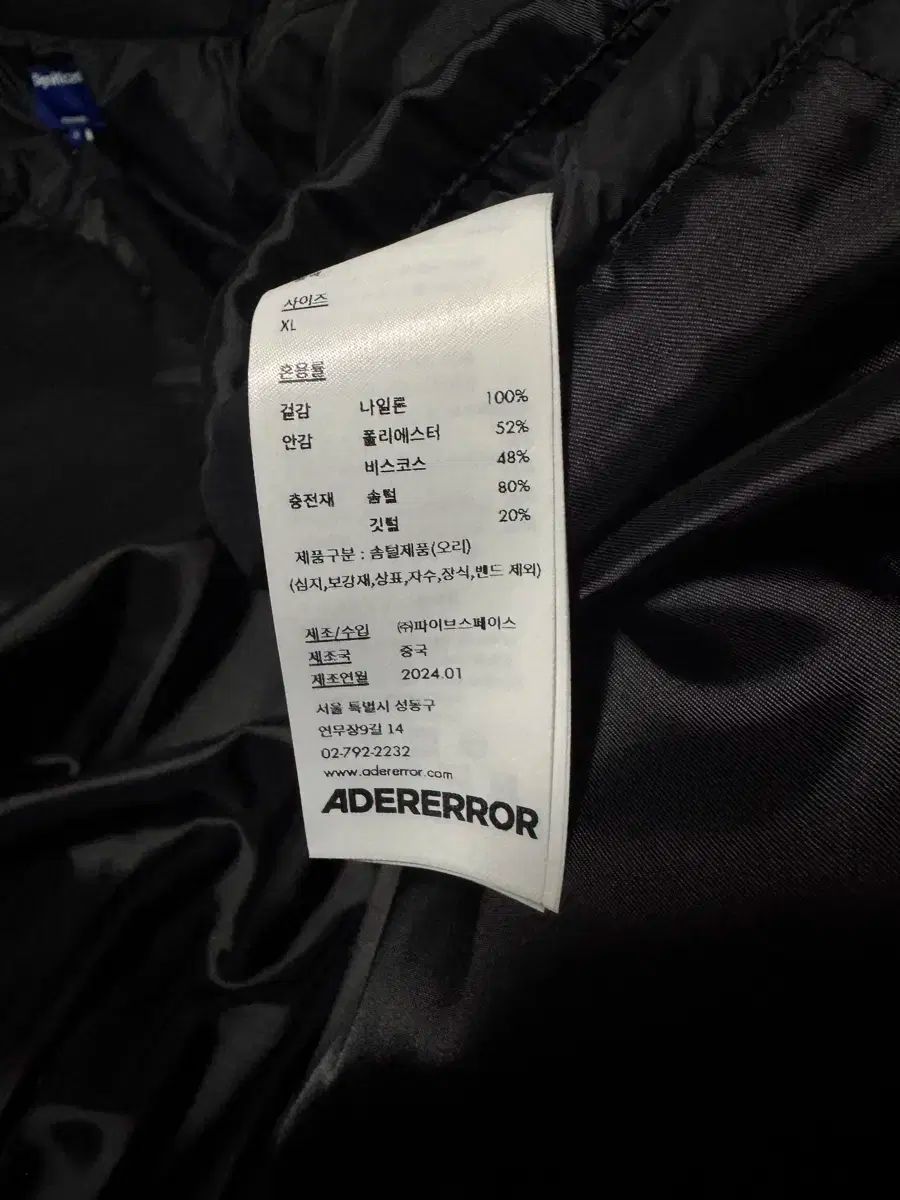 Significant
사이즈
XL
혼용률
겉감 나일론 100%
안감 폴리에스터 52%
비스코스 48%
충전재 솜털 80%
깃털 20%
제품구분 : 솜털제품(오리)
(심지,보강재,상표,자수,장식,밴드 제외)
제조/수입 ㈜파이브스페이스
제조국 중국
제조연월 2024.01
서울 특별시 성동구
연무장9길 14
02-792-2232
www.adererror.com
ADERERROR